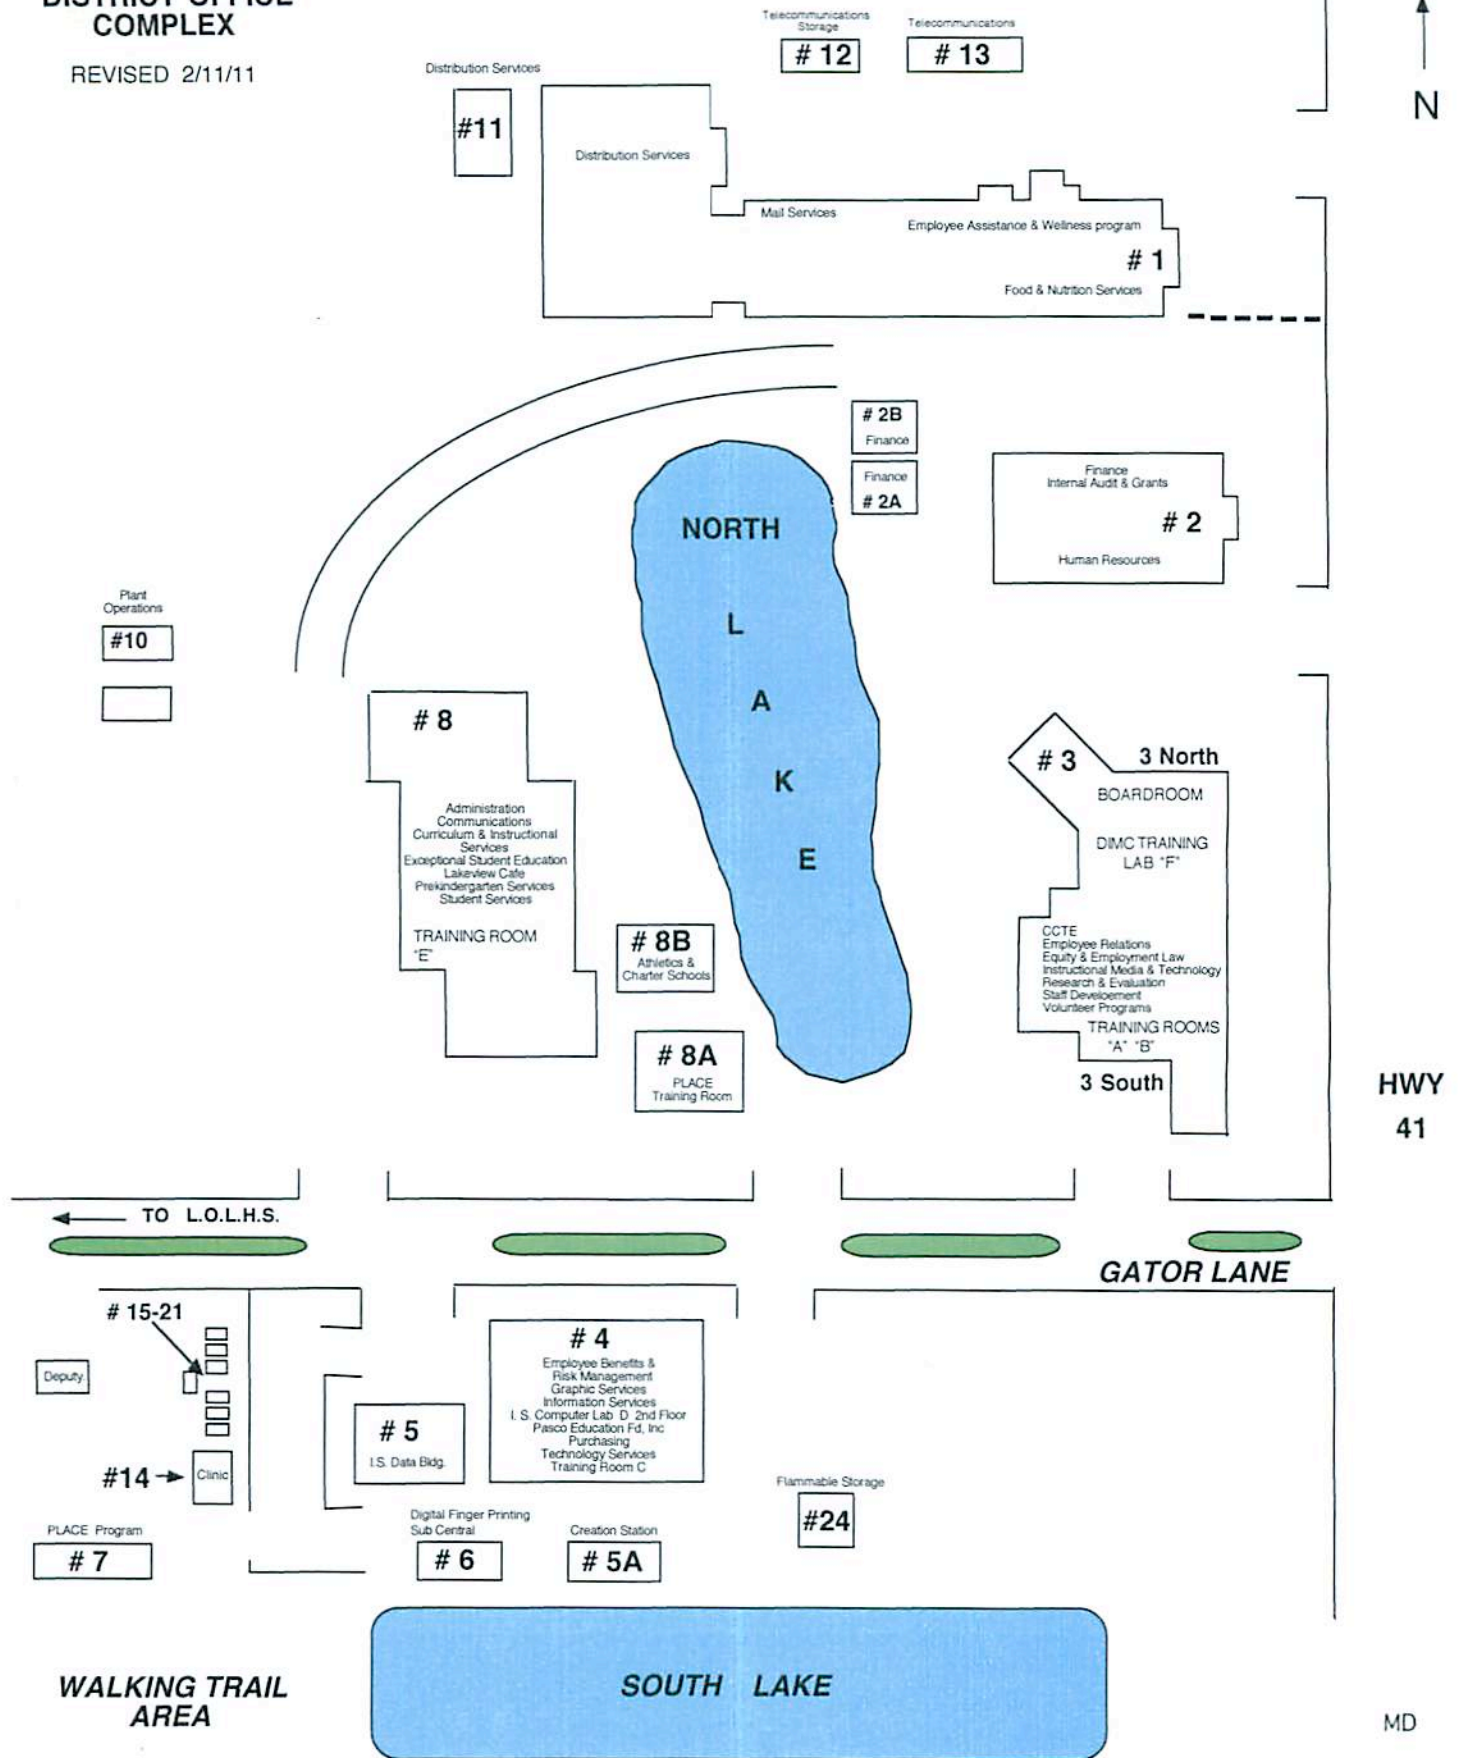 COMPLEX
REVISED 2/11/11
Telecommunications
Storage
# 12
Telecommunications
# 13
N
Distribution Services
#11
Distribution Services
Mail Services
Employee Assistance & Wellness program
# 1
Food & Nutrition Services
# 2B
Finance
Finance
# 2A
Finance
Internal Audit & Grants
# 2
Human Resources
NORTH
L
A
K
E
Plant
Operations
#10
# 8
Administration
Communications
Curriculum & Instructional
Services
Exceptional Student Education
Lakeview Cafe
Prekindergarten Services
Student Services
TRAINING ROOM
"E"
# 8B
Athletics &
Charter Schools
# 8A
PLACE
Training Room
# 3
3 North
BOARDROOM
DIMC TRAINING
LAB "F"
CCTE
Employee Relations
Equity & Employment Law
Instructional Media & Technology
Research & Evaluation
Staff Develoement
Volunteer Programs
TRAINING ROOMS
"A" "B"
3 South
HWY
41
TO L.O.L.H.S.
GATOR LANE
# 15-21
Deputy
#14
Clinic
PLACE Program
# 7
# 5
I.S. Data Bldg.
# 4
Employee Benefits &
Risk Management
Graphic Services
Information Services
I. S. Computer Lab D 2nd Floor
Pasco Education Fd, Inc
Purchasing
Technology Services
Training Room C
Digital Finger Printing
Sub Central
# 6
Creation Station
# 5A
Flammable Storage
#24
WALKING TRAIL
AREA
SOUTH LAKE
MD